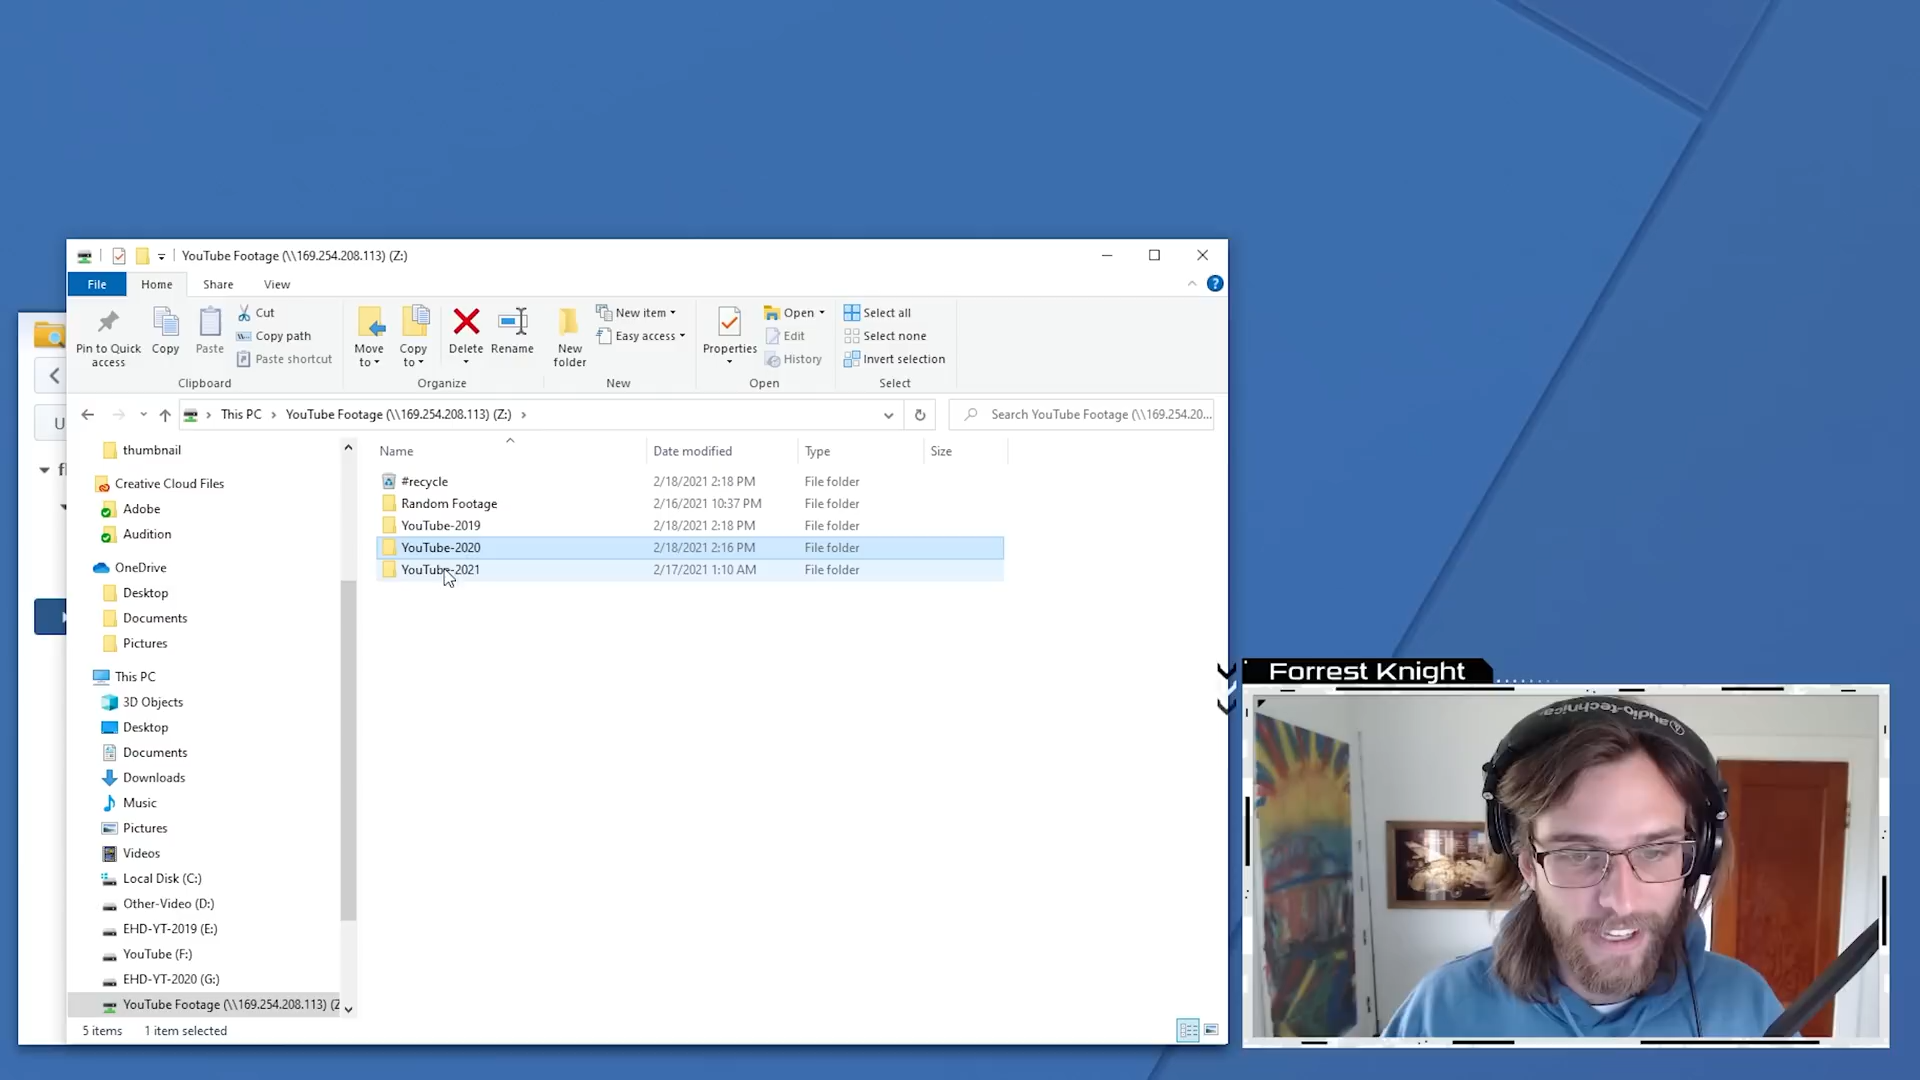 YouTube Footage (\\169.254.208.113) (Z:)
File Home Share View
Pin to Quick access
Copy
Paste
Cut
Copy path
Paste shortcut
Clipboard
Move to
Copy to
Delete
Rename
Organize
New folder
New item
Easy access
New
Properties
Open
Edit
History
Open
Select all
Select none
Invert selection
Select
This PC YouTube Footage (\\169.254.208.113) (Z:)
Search YouTube Footage (\\169.254.20...
U
thumbnail
Creative Cloud Files
Adobe
Audition
OneDrive
Desktop
Documents
Pictures
This PC
3D Objects
Desktop
Documents
Downloads
Music
Pictures
Videos
Local Disk (C:)
Other-Video (D:)
EHD-YT-2019 (E:)
YouTube (F:)
EHD-YT-2020 (G:)
YouTube Footage (\\169.254.208.113) (Z
Name Date modified Type Size
#recycle 2/18/2021 2:18 PM File folder
Random Footage 2/16/2021 10:37 PM File folder
YouTube-2019 2/18/2021 2:18 PM File folder
YouTube-2020 2/18/2021 2:16 PM File folder
YouTube-2021 2/17/2021 1:10 AM File folder
5 items 1 item selected
Forrest Knight
audio-technica